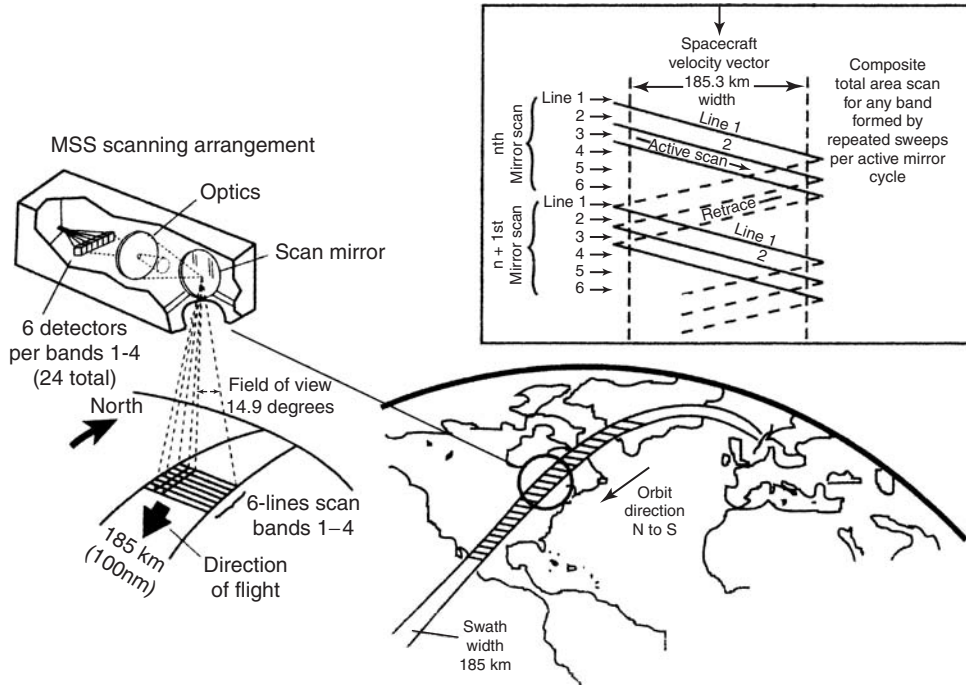 MSS scanning arrangement
Optics
Scan mirror
6 detectors
per bands 1-4
(24 total)
North
Field of view
14.9 degrees
6-lines scan
bands 1–4
185 km
(100nm)
Direction
of flight
Spacecraft
velocity vector
185.3 km
width
Composite
total area scan
for any band
formed by
repeated sweeps
per active mirror
cycle
nth
Mirror scan
Line 1
2
3
4
5
6
n + 1st
Mirror scan
Line 1
2
3
4
5
6
Line 1
2
Active scan
Retrace
Line 1
2
Orbit
direction
N to S
Swath
width
185 km